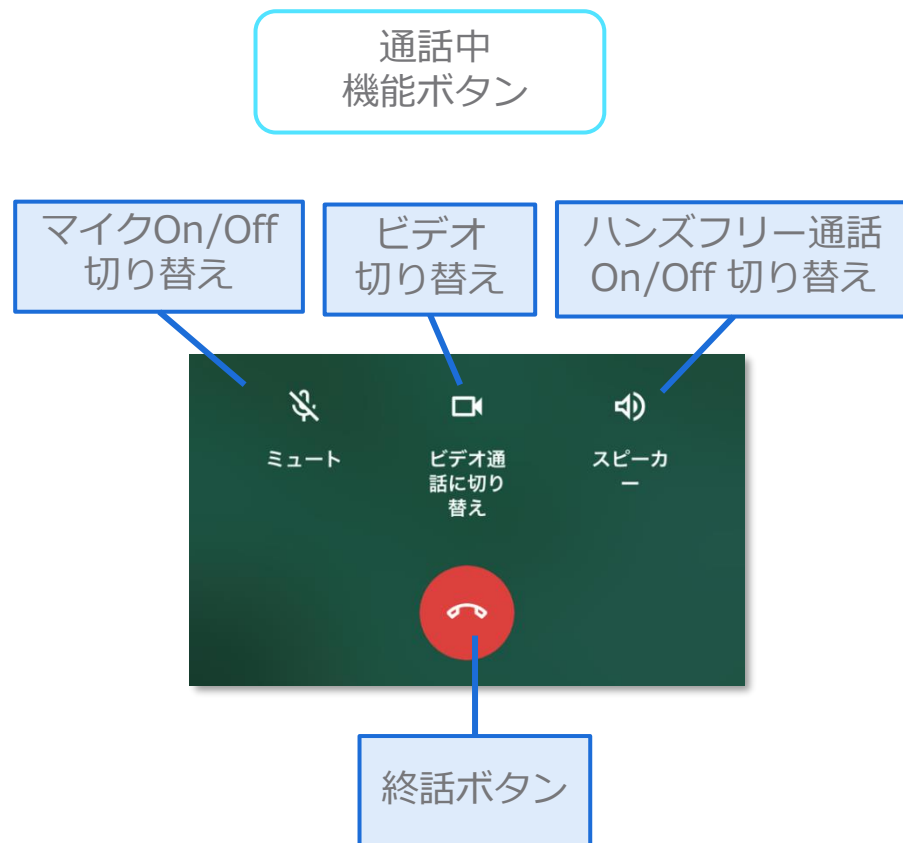 通話中
機能ボタン
マイクOn/Off
切り替え
ビデオ
切り替え
ハンズフリー通話
On/Off 切り替え
ミュート
ビデオ通
話に切り
替え
スピーカ
ー
終話ボタン